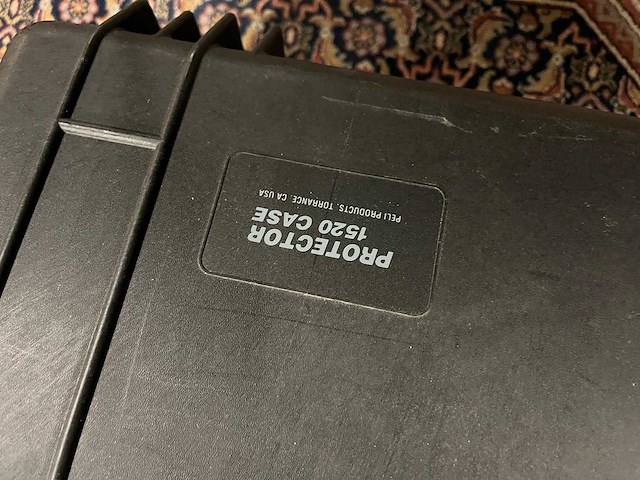 PROTECTOR
1520 CASE
PELI PRODUCTS, TORRANCE, CA USA